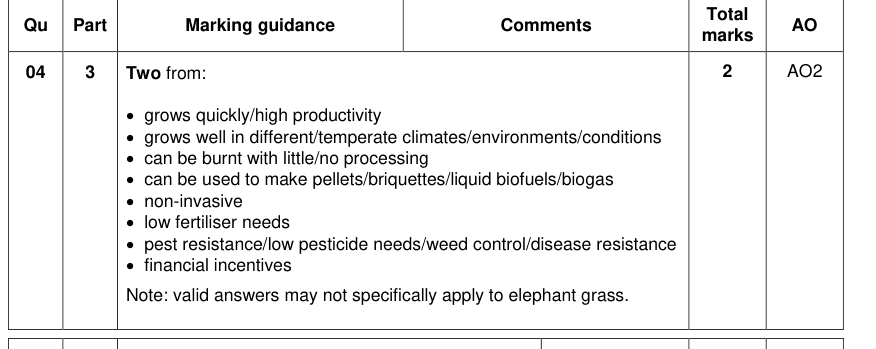 Qu Part Marking guidance Comments Total marks AO
04 3 Two from: 2 AO2
• grows quickly/high productivity
• grows well in different/temperate climates/environments/conditions
• can be burnt with little/no processing
• can be used to make pellets/briquettes/liquid biofuels/biogas
• non-invasive
• low fertiliser needs
• pest resistance/low pesticide needs/weed control/disease resistance
• financial incentives
Note: valid answers may not specifically apply to elephant grass.